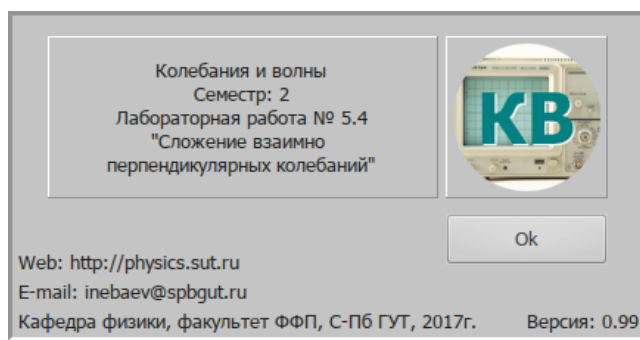 Колебания и волны
Семестр: 2
Лабораторная работа № 5.4
"Сложение взаимно
перпендикулярных колебаний"
КВ
Ok
Web: http://physics.sut.ru
E-mail: inebaev@spbgut.ru
Кафедра физики, факультет ФФП, С-Пб ГУТ, 2017г. Версия: 0.99